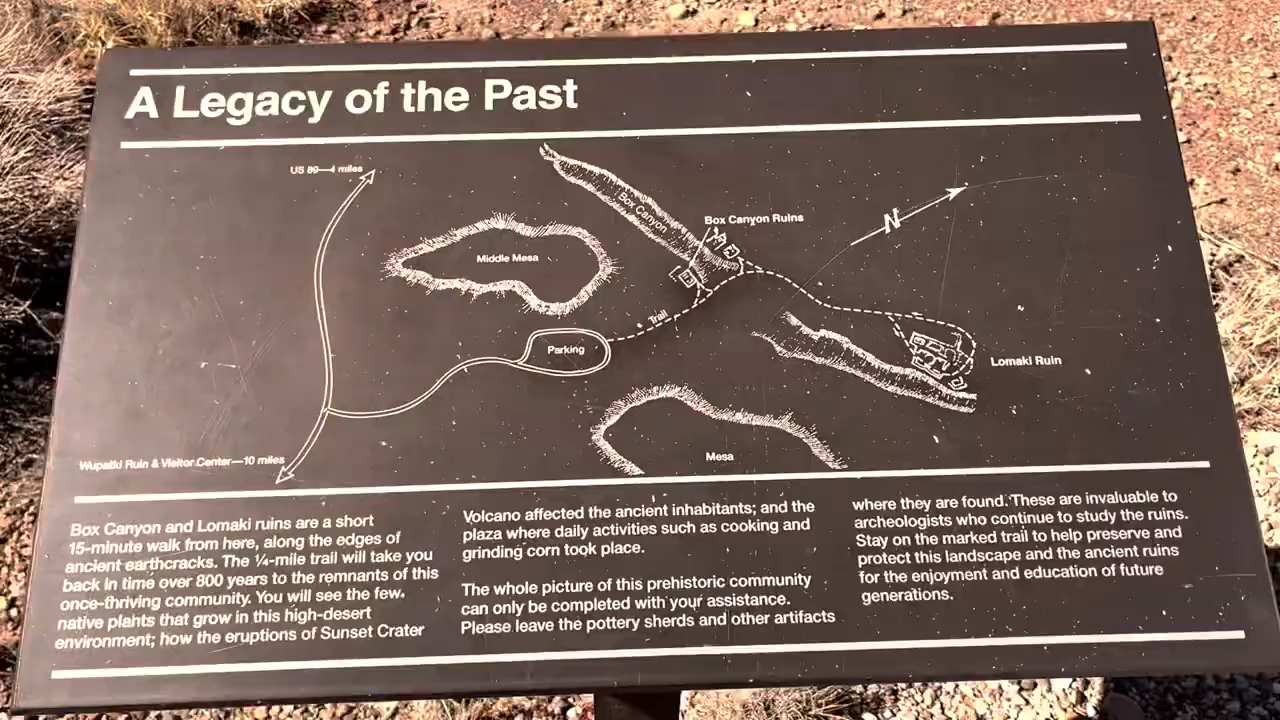 A Legacy of the Past
US 89—4 miles
Box Canyon
Box Canyon Ruins
N
Middle Mesa
Trail
Parking
Lomaki Ruin
Mesa
Wupatki Ruin & Visitor Center—10 miles
Box Canyon and Lomaki ruins are a short
15-minute walk from here, along the edges of
ancient earthcracks. The ¼-mile trail will take you
back in time over 800 years to the remnants of this
once-thriving community. You will see the few
native plants that grow in this high-desert
environment; how the eruptions of Sunset Crater
Volcano affected the ancient inhabitants; and the
plaza where daily activities such as cooking and
grinding corn took place.
The whole picture of this prehistoric community
can only be completed with your assistance.
Please leave the pottery sherds and other artifacts
where they are found. These are invaluable to
archeologists who continue to study the ruins.
Stay on the marked trail to help preserve and
protect this landscape and the ancient ruins
for the enjoyment and education of future
generations.